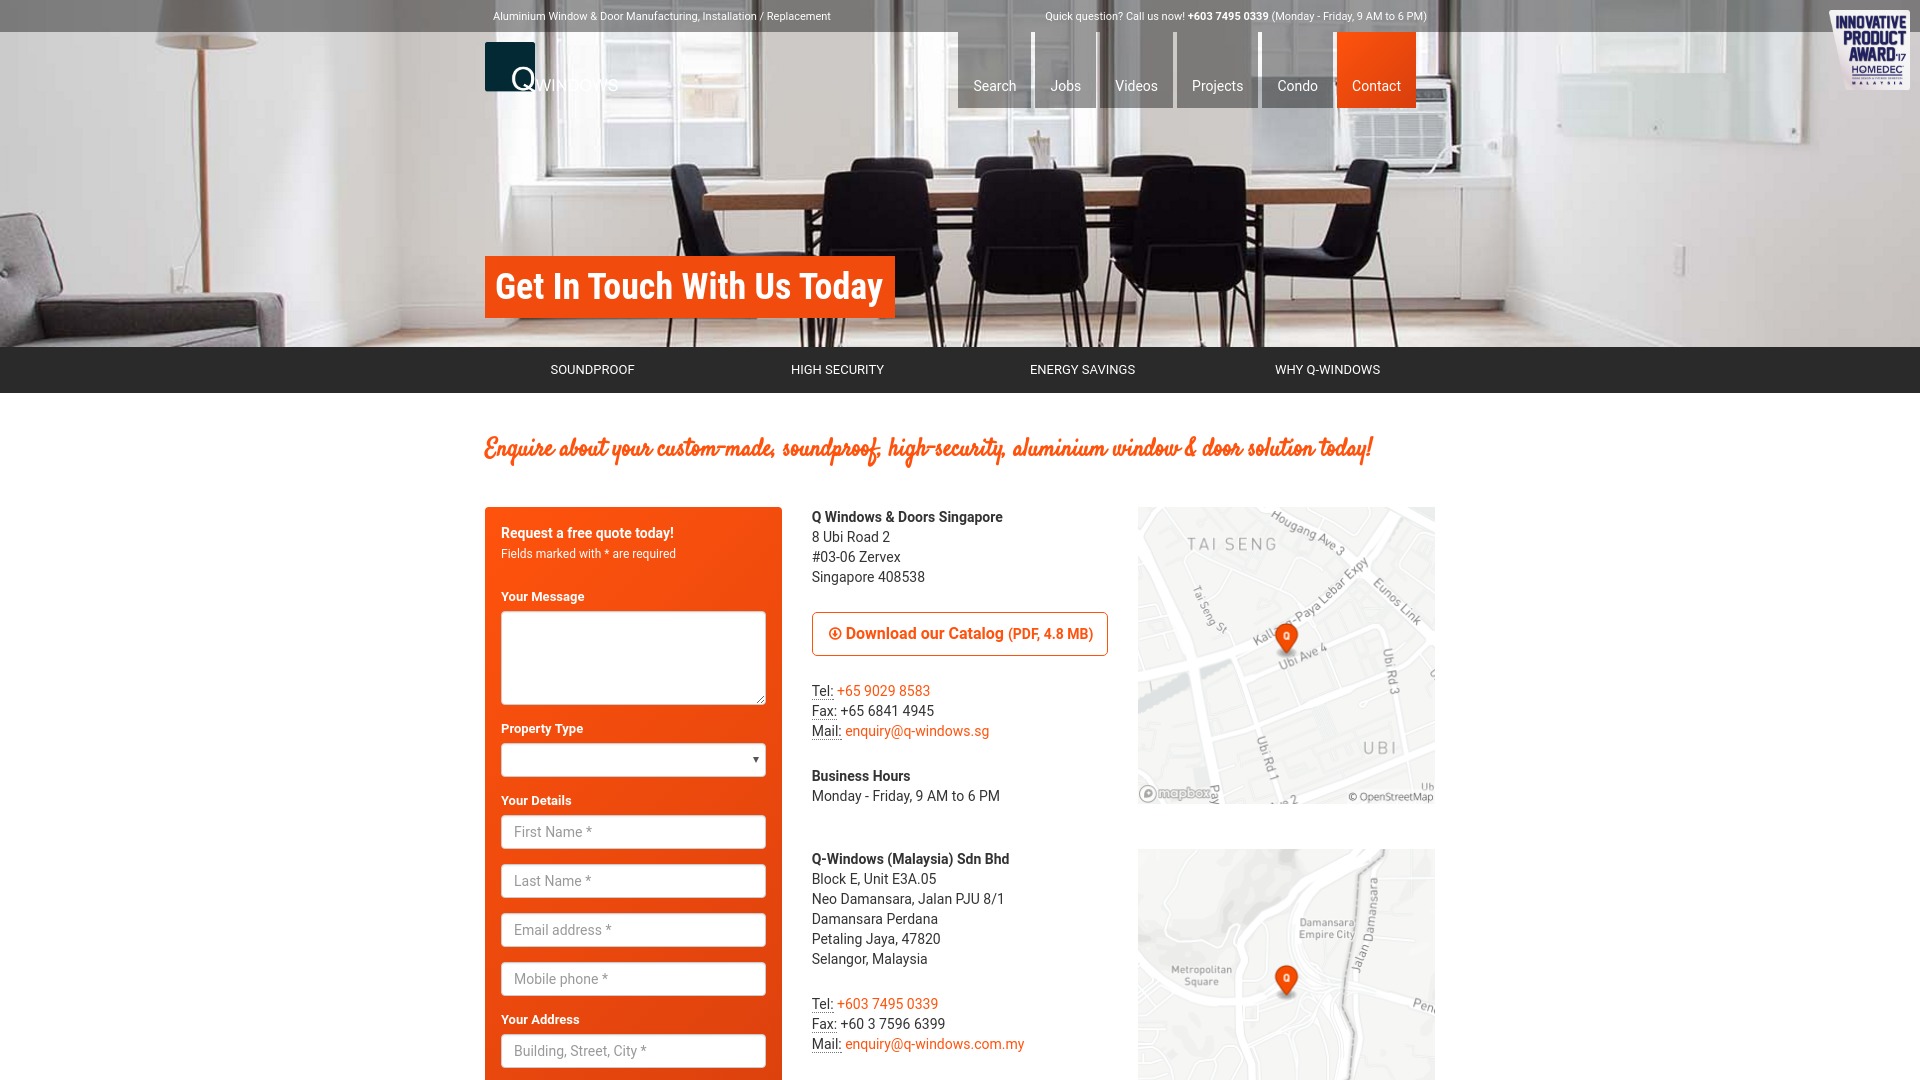 Aluminium Window & Door Manufacturing, Installation / Replacement
Quick question? Call us now! +603 7495 0339 (Monday - Friday, 9 AM to 6 PM)
INNOVATIVE
PRODUCT
AWARD'17
HOMEDEC
MALAYSIA
QWINDOWS
Search
Jobs
Videos
Projects
Condo
Contact
Get In Touch With Us Today
SOUNDPROOF
HIGH SECURITY
ENERGY SAVINGS
WHY Q-WINDOWS
Enquire about your custom-made, soundproof, high-security, aluminium window & door solution today!
Request a free quote today!
Fields marked with * are required
Your Message
Property Type
Your Details
First Name *
Last Name *
Email address *
Mobile phone *
Your Address
Building, Street, City *
Q Windows & Doors Singapore
8 Ubi Road 2
#03-06 Zervex
Singapore 408538
Download our Catalog (PDF, 4.8 MB)
Tel: +65 9029 8583
Fax: +65 6841 4945
Mail: enquiry@q-windows.sg
Business Hours
Monday - Friday, 9 AM to 6 PM
Q-Windows (Malaysia) Sdn Bhd
Block E, Unit E3A.05
Neo Damansara, Jalan PJU 8/1
Damansara Perdana
Petaling Jaya, 47820
Selangor, Malaysia
Tel: +603 7495 0339
Fax: +60 3 7596 6399
Mail: enquiry@q-windows.com.my
Hougang Ave 3
TAI SENG
Tai Seng St
Kallang-Paya Lebar Expy
Eunos Link
Q
Ubi Ave 4
Ubi Rd 3
Ubi Rd 1
UBI
Ub
Pay
Ave 2
mapbox
© OpenStreetMap
Damansara
Empire City
Jalan Damansara
Metropolitan
Square
Q
Pen